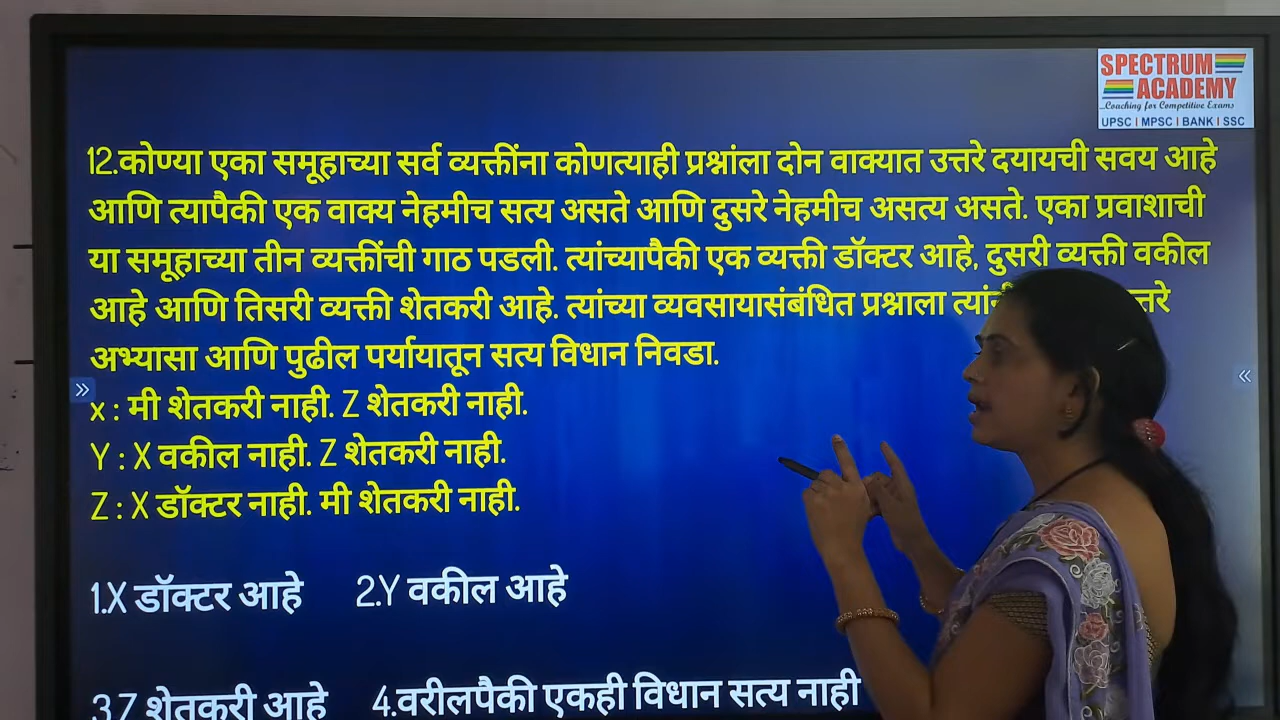 SPECTRUM
ACADEMY
...Coaching for Competitive Exams
UPSC | MPSC | BANK | SSC
12.कोण्या एका समूहाच्या सर्व व्यक्तींना कोणत्याही प्रश्नांला दोन वाक्यात उत्तरे दयायची सवय आहे
आणि त्यापैकी एक वाक्य नेहमीच सत्य असते आणि दुसरे नेहमीच असत्य असते. एका प्रवाशाची
या समूहाच्या तीन व्यक्तींची गाठ पडली. त्यांच्यापैकी एक व्यक्ती डॉक्टर आहे, दुसरी व्यक्ती वकील
आहे आणि तिसरी व्यक्ती शेतकरी आहे. त्यांच्या व्यवसायासंबंधित प्रश्नाला
अभ्यासा आणि पुढील पर्यायातून सत्य विधान निवडा.
x : मी शेतकरी नाही. Z शेतकरी नाही.
Y : X वकील नाही. Z शेतकरी नाही.
Z : X डॉक्टर नाही. मी शेतकरी नाही.
1.X डॉक्टर आहे 2.Y वकील आहे
3.Z शेतकरी आहे 4.वरीलपैकी एकही विधान सत्य नाही